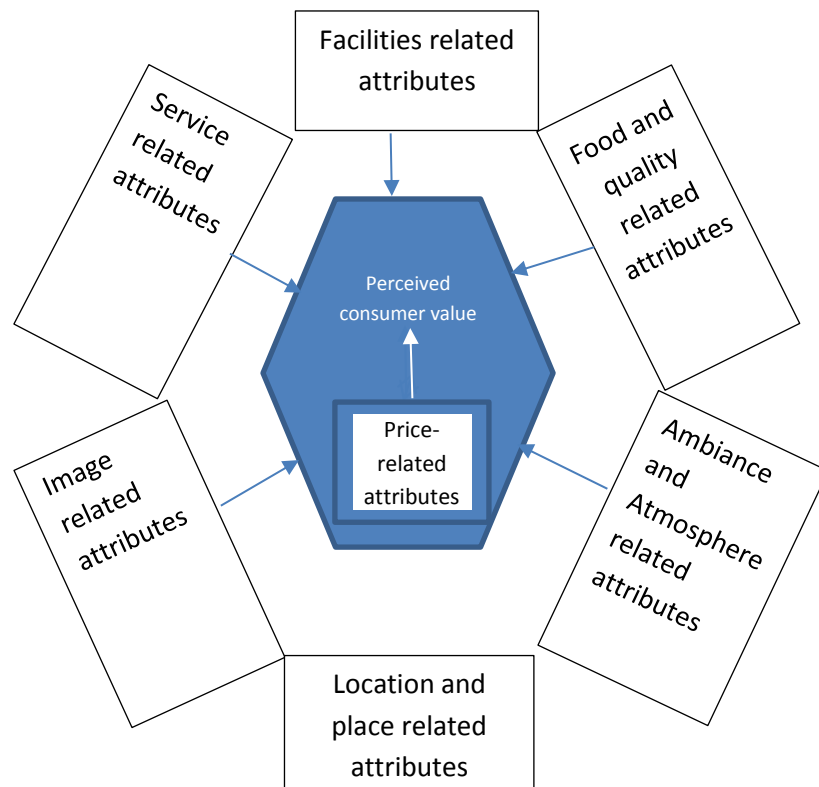 Facilities related
attributes
Service
related
attributes
Food and
quality
related
attributes
Perceived
consumer value
Price-
related
attributes
Image
related
attributes
Ambiance
and
Atmosphere
related
attributes
Location and
place related
attributes